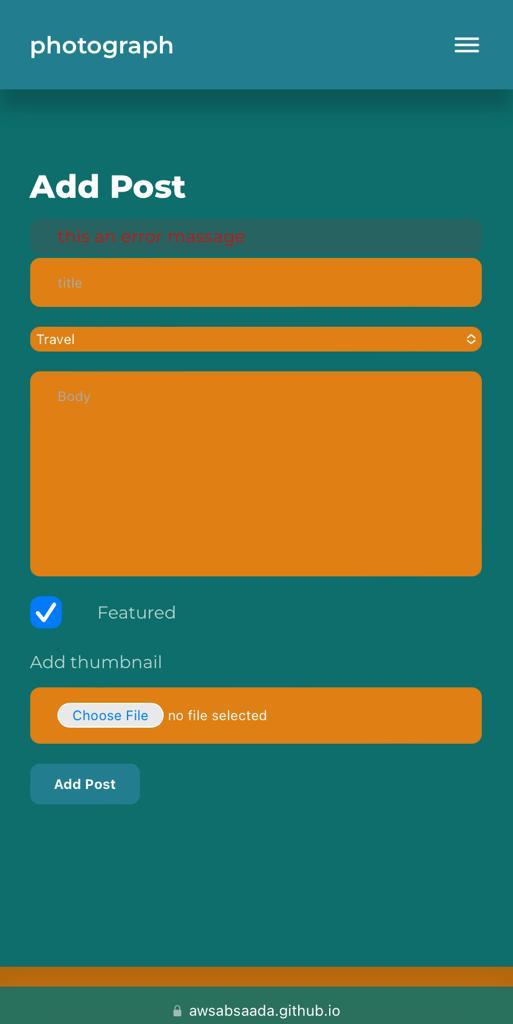 photograph
Add Post
this an error massage
title
Travel
Body
Featured
Add thumbnail
Choose File no file selected
Add Post
awsabsaada.github.io